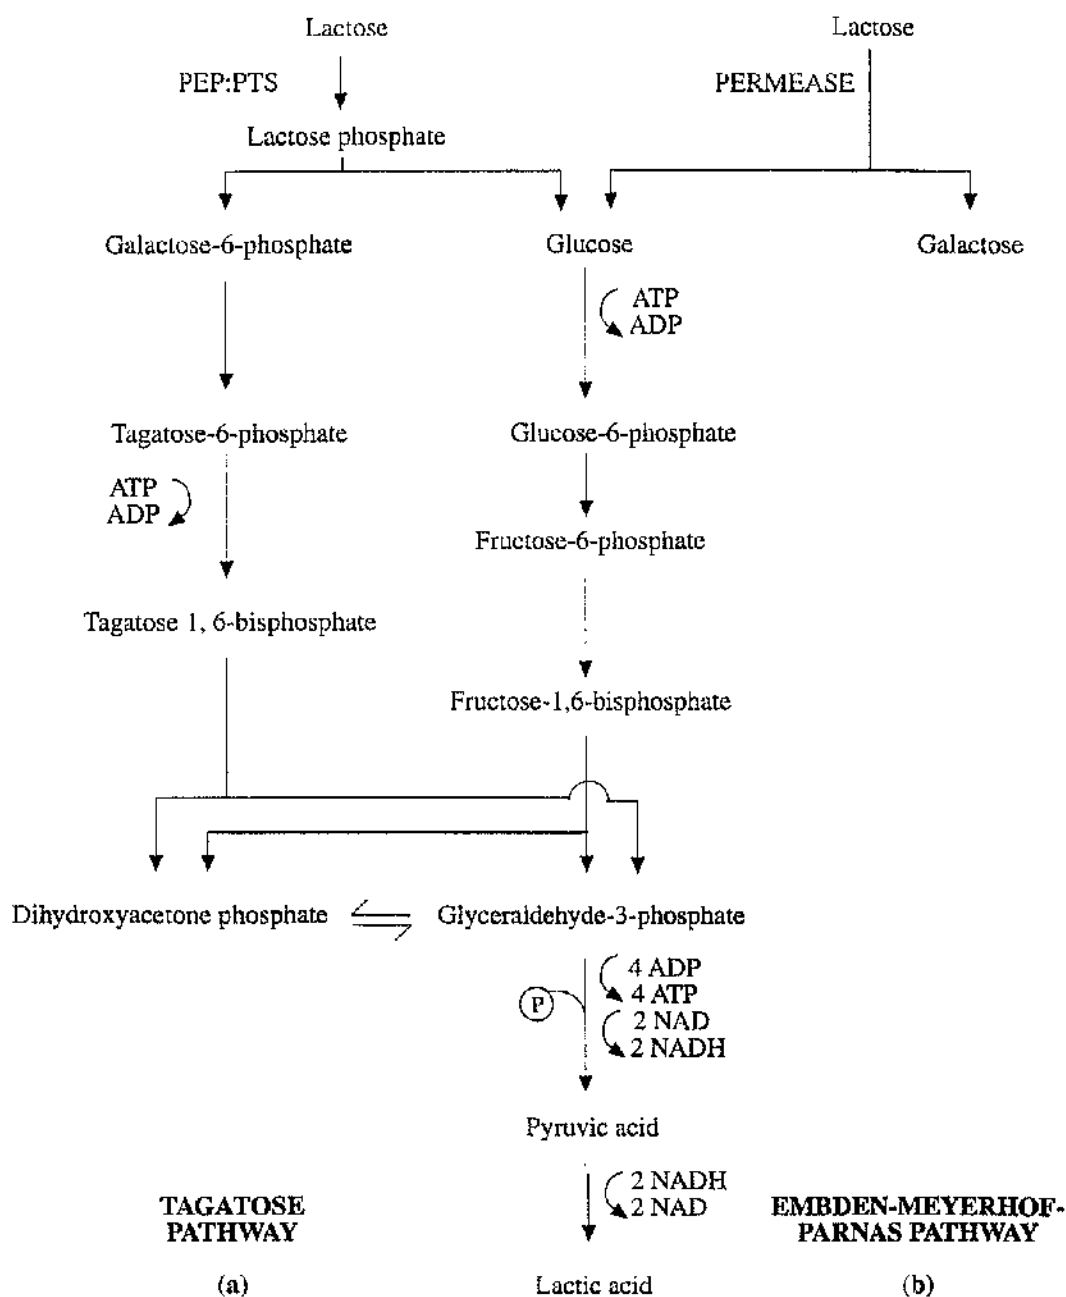 Lactose
Lactose
PEP:PTS
PERMEASE
Lactose phosphate
Galactose-6-phosphate
Glucose
Galactose
ATP
ADP
Tagatose-6-phosphate
Glucose-6-phosphate
ATP
ADP
Fructose-6-phosphate
Tagatose 1, 6-bisphosphate
Fructose-1,6-bisphosphate
Dihydroxyacetone phosphate
Glyceraldehyde-3-phosphate
4 ADP
4 ATP
P
2 NAD
2 NADH
Pyruvic acid
2 NADH
2 NAD
TAGATOSE
PATHWAY
EMBDEN-MEYERHOF-
PARNAS PATHWAY
(a)
Lactic acid
(b)